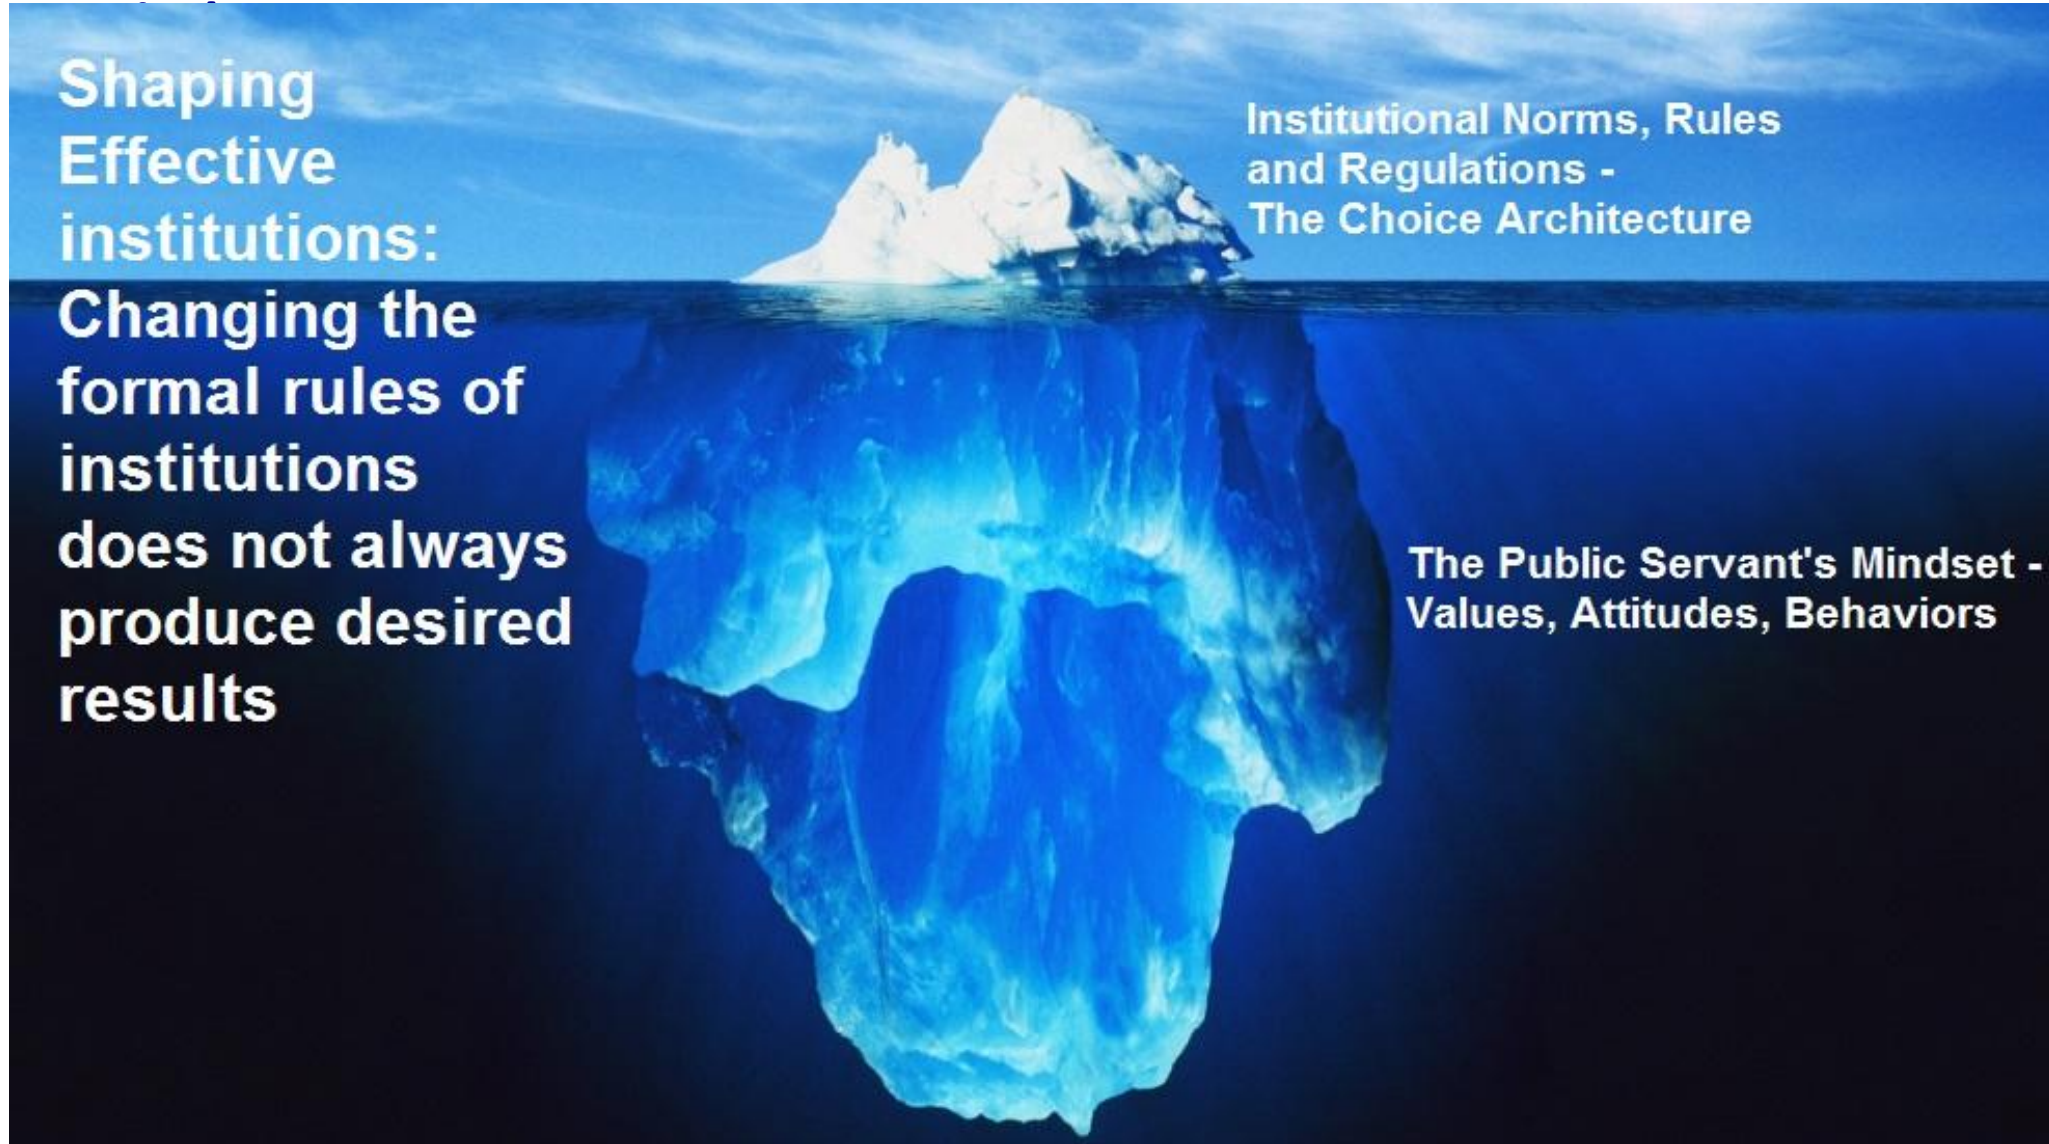 Shaping
Effective
institutions:
Changing the
formal rules of
institutions
does not always
produce desired
results
Institutional Norms, Rules
and Regulations -
The Choice Architecture
The Public Servant's Mindset -
Values, Attitudes, Behaviors